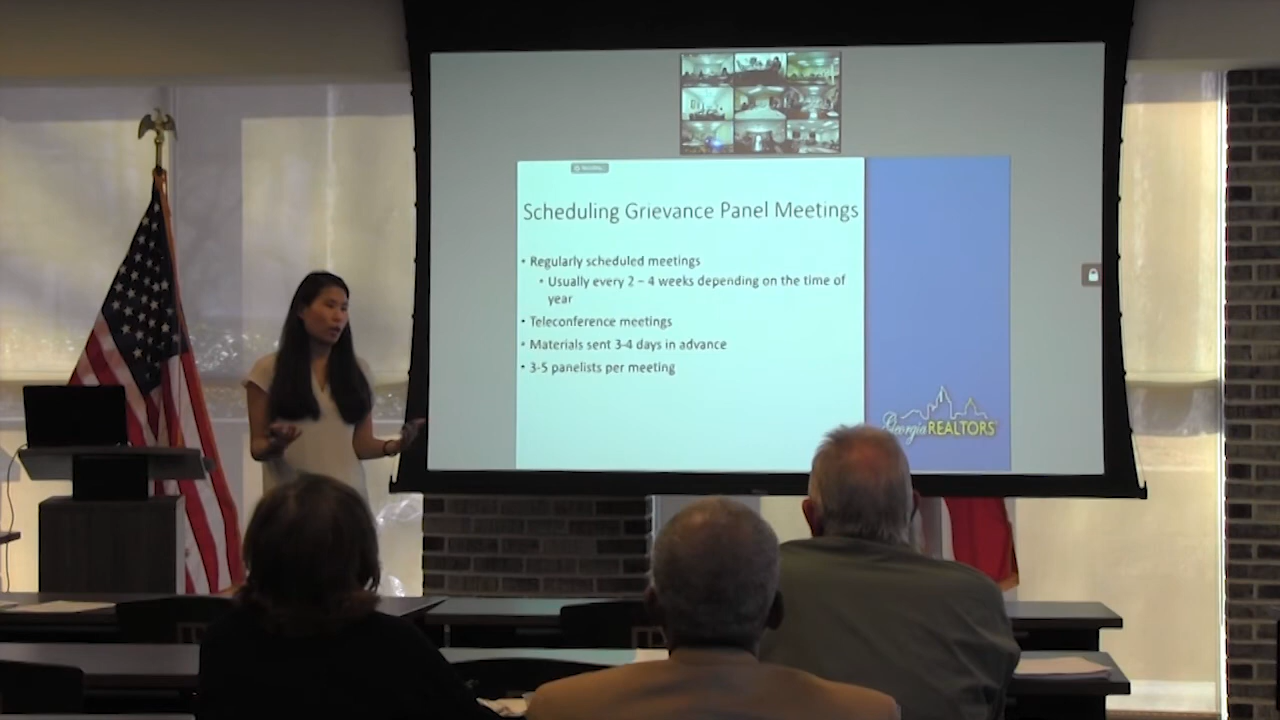 Scheduling Grievance Panel Meetings
• Regularly scheduled meetings
• Usually every 2 – 4 weeks depending on the time of
year
• Teleconference meetings
• Materials sent 3-4 days in advance
• 3-5 panelists per meeting
Georgia REALTORS®